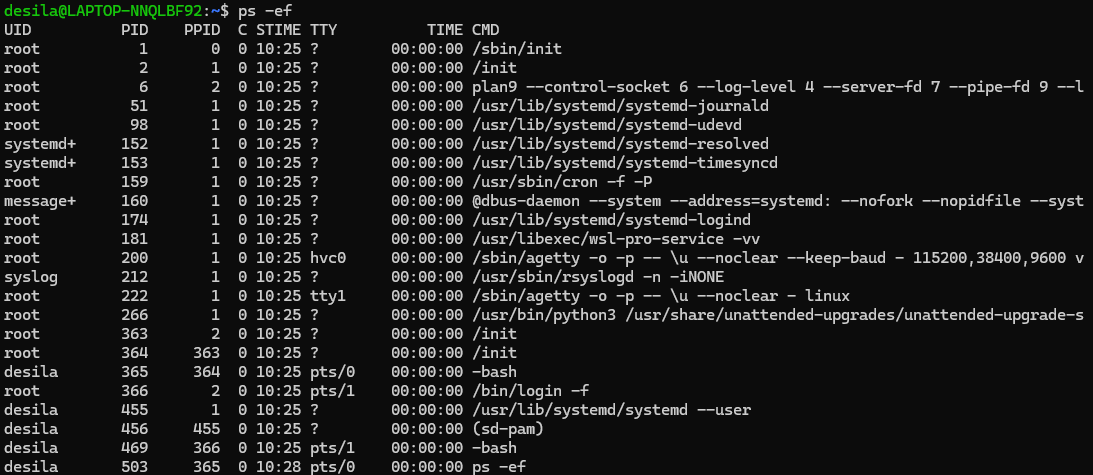 desila@LAPTOP-NNQLBF92:~$ ps -ef
UID          PID    PPID  C STIME TTY          TIME CMD
root           1       0  0 10:25 ?        00:00:00 /sbin/init
root           2       1  0 10:25 ?        00:00:00 /init
root           6       2  0 10:25 ?        00:00:00 plan9 --control-socket 6 --log-level 4 --server-fd 7 --pipe-fd 9 --l
root          51       1  0 10:25 ?        00:00:00 /usr/lib/systemd/systemd-journald
root          98       1  0 10:25 ?        00:00:00 /usr/lib/systemd/systemd-udevd
systemd+     152       1  0 10:25 ?        00:00:00 /usr/lib/systemd/systemd-resolved
systemd+     153       1  0 10:25 ?        00:00:00 /usr/lib/systemd/systemd-timesyncd
root         159       1  0 10:25 ?        00:00:00 /usr/sbin/cron -f -P
message+     160       1  0 10:25 ?        00:00:00 @dbus-daemon --system --address=systemd: --nofork --nopidfile --syst
root         174       1  0 10:25 ?        00:00:00 /usr/lib/systemd/systemd-logind
root         181       1  0 10:25 ?        00:00:00 /usr/libexec/wsl-pro-service -vv
root         200       1  0 10:25 hvc0     00:00:00 /sbin/agetty -o -p -- \u --noclear --keep-baud - 115200,38400,9600 v
syslog       212       1  0 10:25 ?        00:00:00 /usr/sbin/rsyslogd -n -iNONE
root         222       1  0 10:25 tty1     00:00:00 /sbin/agetty -o -p -- \u --noclear - linux
root         266       1  0 10:25 ?        00:00:00 /usr/bin/python3 /usr/share/unattended-upgrades/unattended-upgrade-s
root         363       2  0 10:25 ?        00:00:00 /init
root         364     363  0 10:25 ?        00:00:00 /init
desila       365     364  0 10:25 pts/0    00:00:00 -bash
root         366       2  0 10:25 pts/1    00:00:00 /bin/login -f
desila       455       1  0 10:25 ?        00:00:00 /usr/lib/systemd/systemd --user
desila       456     455  0 10:25 ?        00:00:00 (sd-pam)
desila       469     366  0 10:25 pts/1    00:00:00 -bash
desila       503     365  0 10:28 pts/0    00:00:00 ps -ef